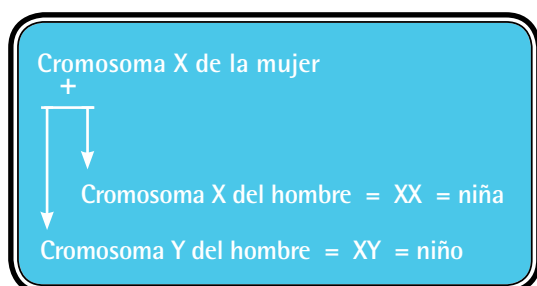 Cromosoma X de la mujer
+
Cromosoma X del hombre = XX = niña
Cromosoma Y del hombre = XY = niño